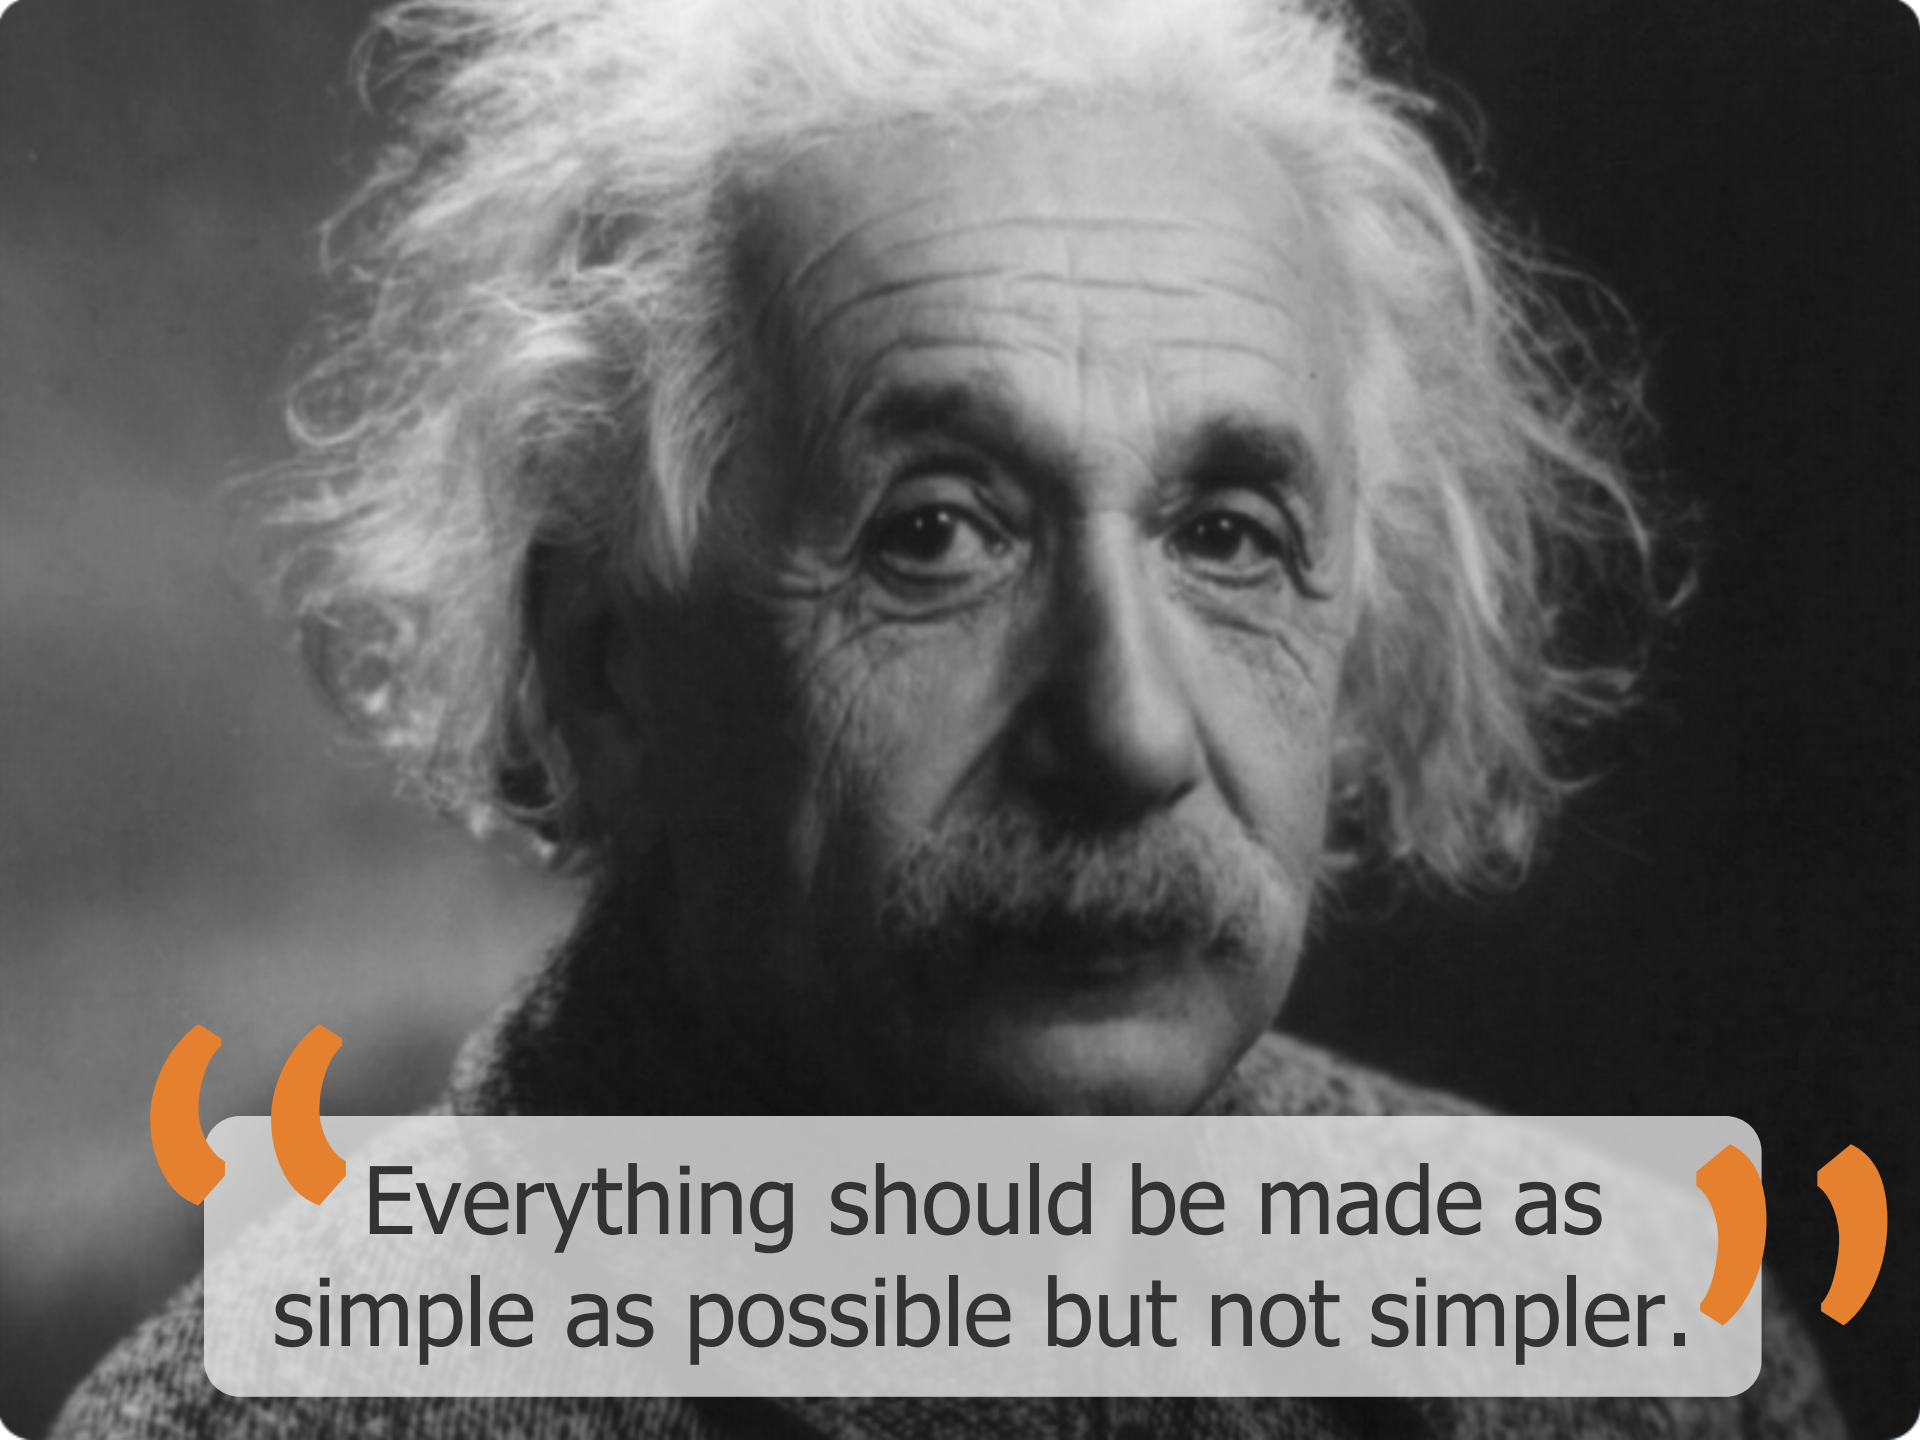 “Everything should be made as
simple as possible but not simpler.”